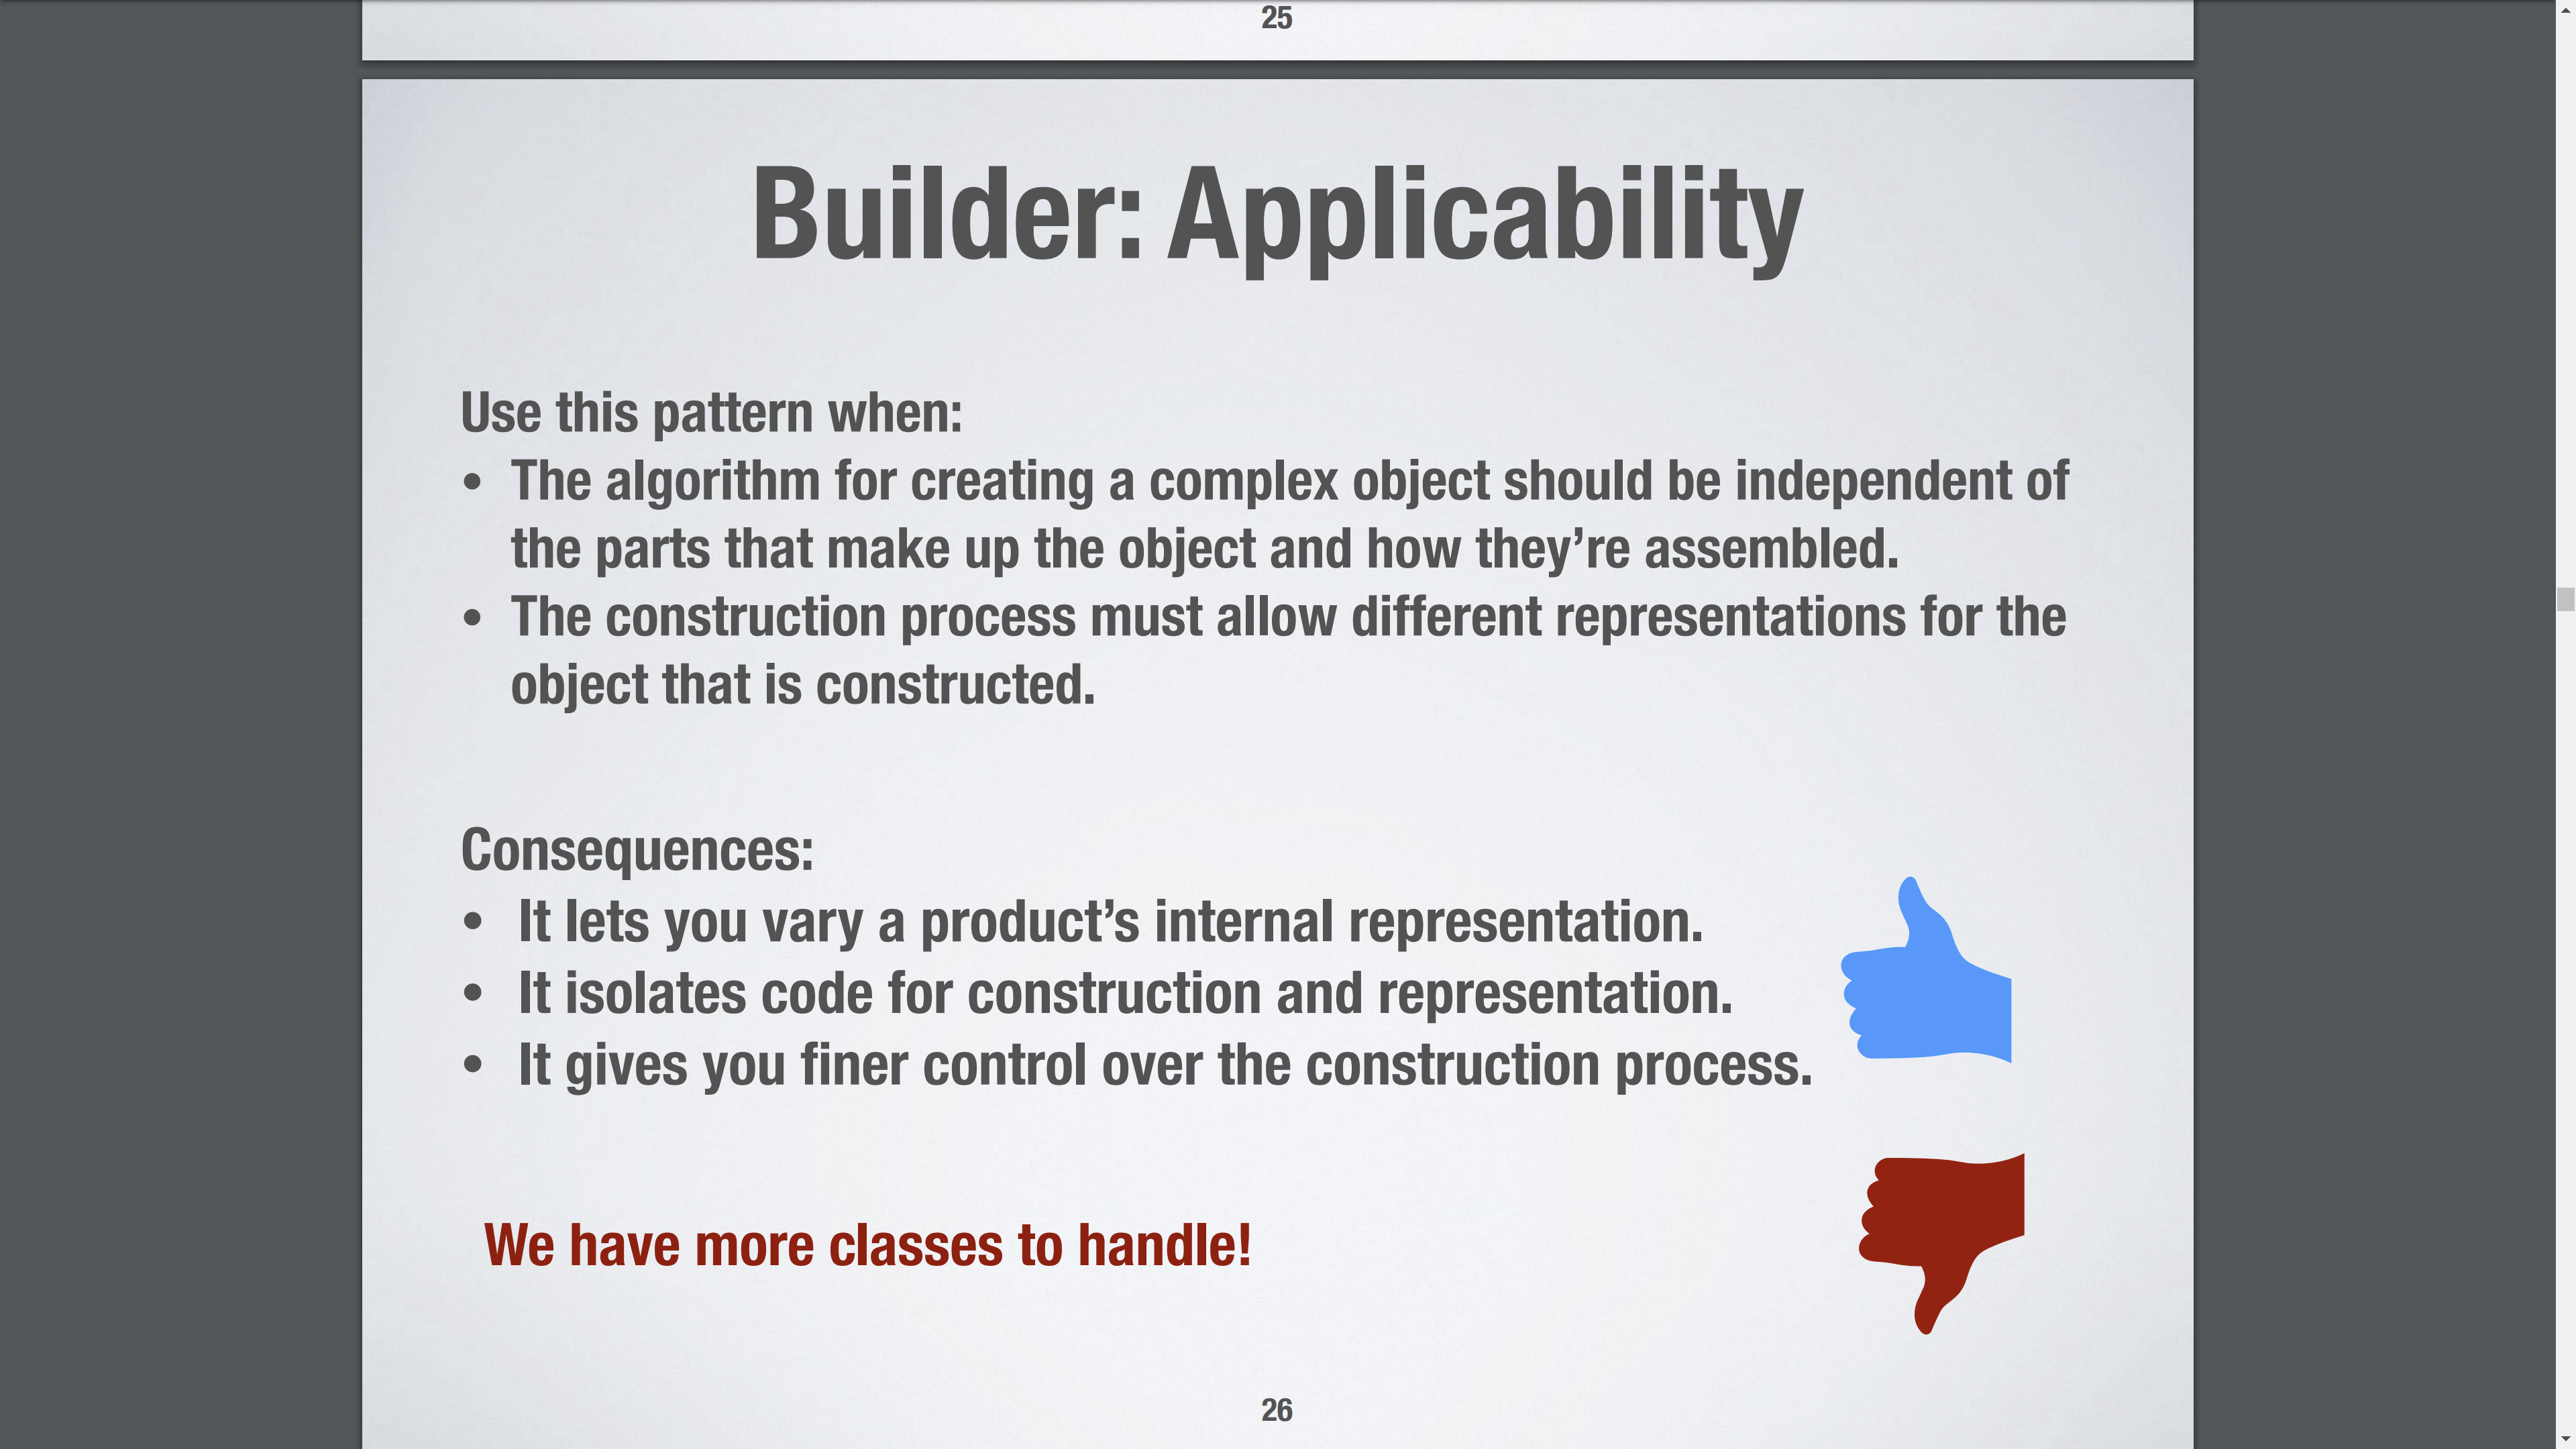 25
Builder: Applicability
Use this pattern when:
• The algorithm for creating a complex object should be independent of
the parts that make up the object and how they’re assembled.
• The construction process must allow different representations for the
object that is constructed.
Consequences:
• It lets you vary a product’s internal representation.
• It isolates code for construction and representation.
• It gives you finer control over the construction process.
We have more classes to handle!
26